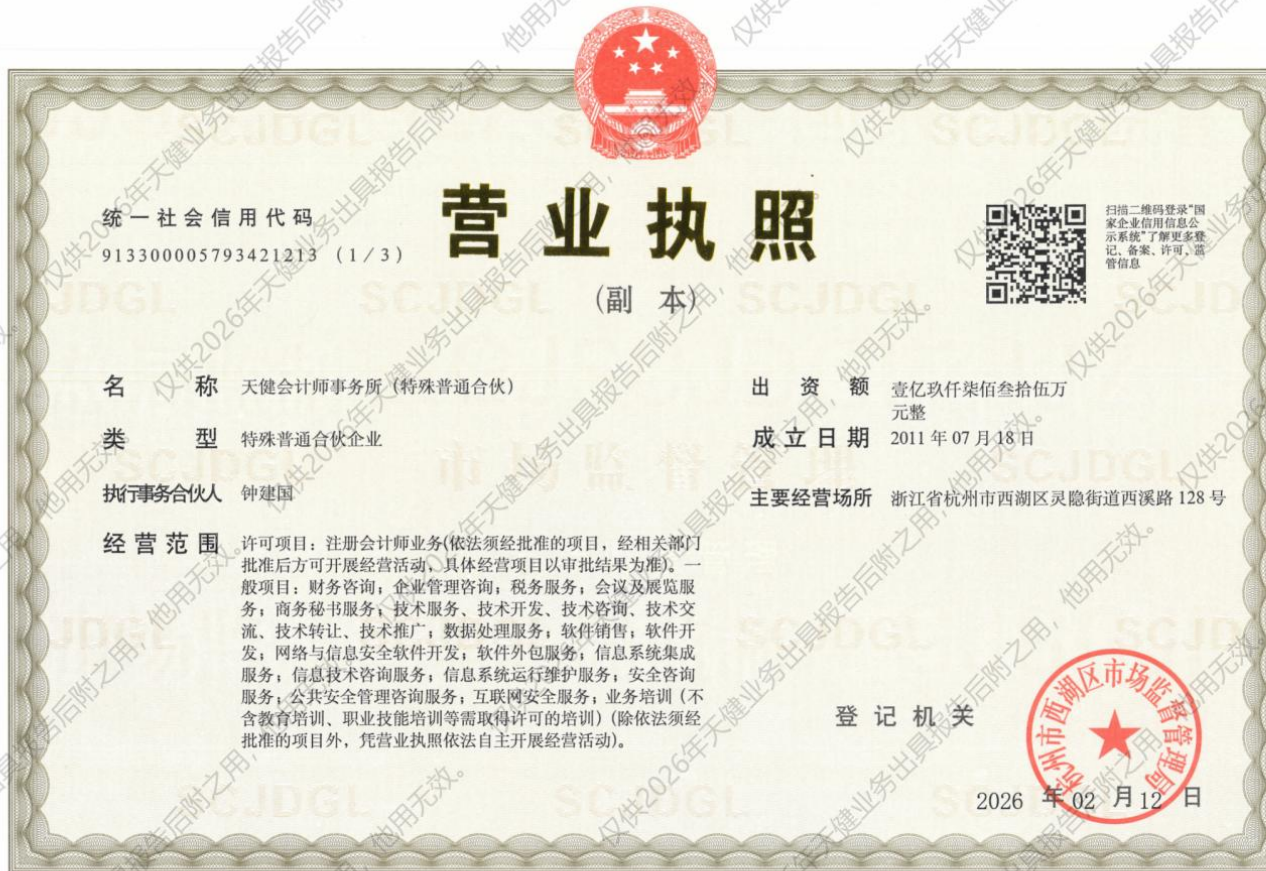 统一社会信用代码
913300005793421213 (1/3)
营业执照
(副 本)
扫描二维码登录“国
家企业信用信息公
示系统”了解更多登
记、备案、许可、监
管信息
名 称 天健会计师事务所（特殊普通合伙）
类 型 特殊普通合伙企业
执行事务合伙人 钟建国
经营范围 许可项目：注册会计师业务(依法须经批准的项目，经相关部门
批准后方可开展经营活动，具体经营项目以审批结果为准)。一
般项目：财务咨询；企业管理咨询；税务服务；会议及展览服
务；商务秘书服务；技术服务、技术开发、技术咨询、技术交
流、技术转让、技术推广；数据处理服务；软件销售；软件开
发；网络与信息安全软件开发；软件外包服务；信息系统集成
服务；信息技术咨询服务；信息系统运行维护服务；安全咨询
服务；公共安全管理咨询服务；互联网安全服务；业务培训（不
含教育培训、职业技能培训等需取得许可的培训）(除依法须经
批准的项目外，凭营业执照依法自主开展经营活动)。
出 资 额 壹亿玖仟柒佰叁拾伍万
元整
成立日期 2011 年 07 月 18 日
主要经营场所 浙江省杭州市西湖区灵隐街道西溪路 128 号
登记机关
杭州市西湖区市场监督管理局
2026 年 02 月 12 日
仅供2026年天健业务出具报告后附之用，他用无效。
SCJDGL
市场监督管理